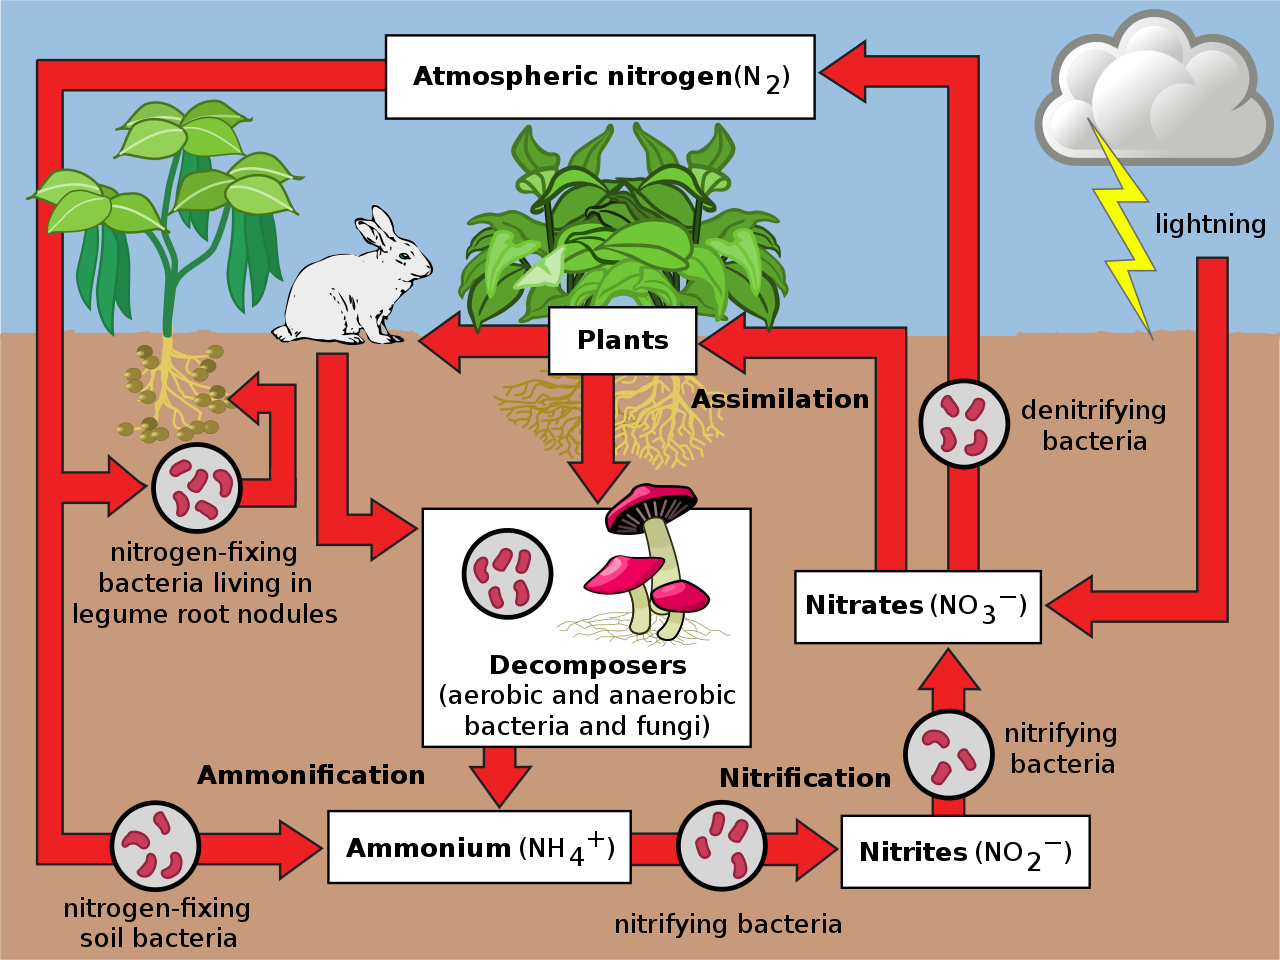 Atmospheric nitrogen(N₂)
lightning
Plants
Assimilation
denitrifying
bacteria
nitrogen-fixing
bacteria living in
legume root nodules
Nitrates (NO₃⁻)
Decomposers
(aerobic and anaerobic
bacteria and fungi)
nitrifying
bacteria
Ammonification
Nitrification
Ammonium (NH₄⁺)
Nitrites (NO₂⁻)
nitrogen-fixing
soil bacteria
nitrifying bacteria